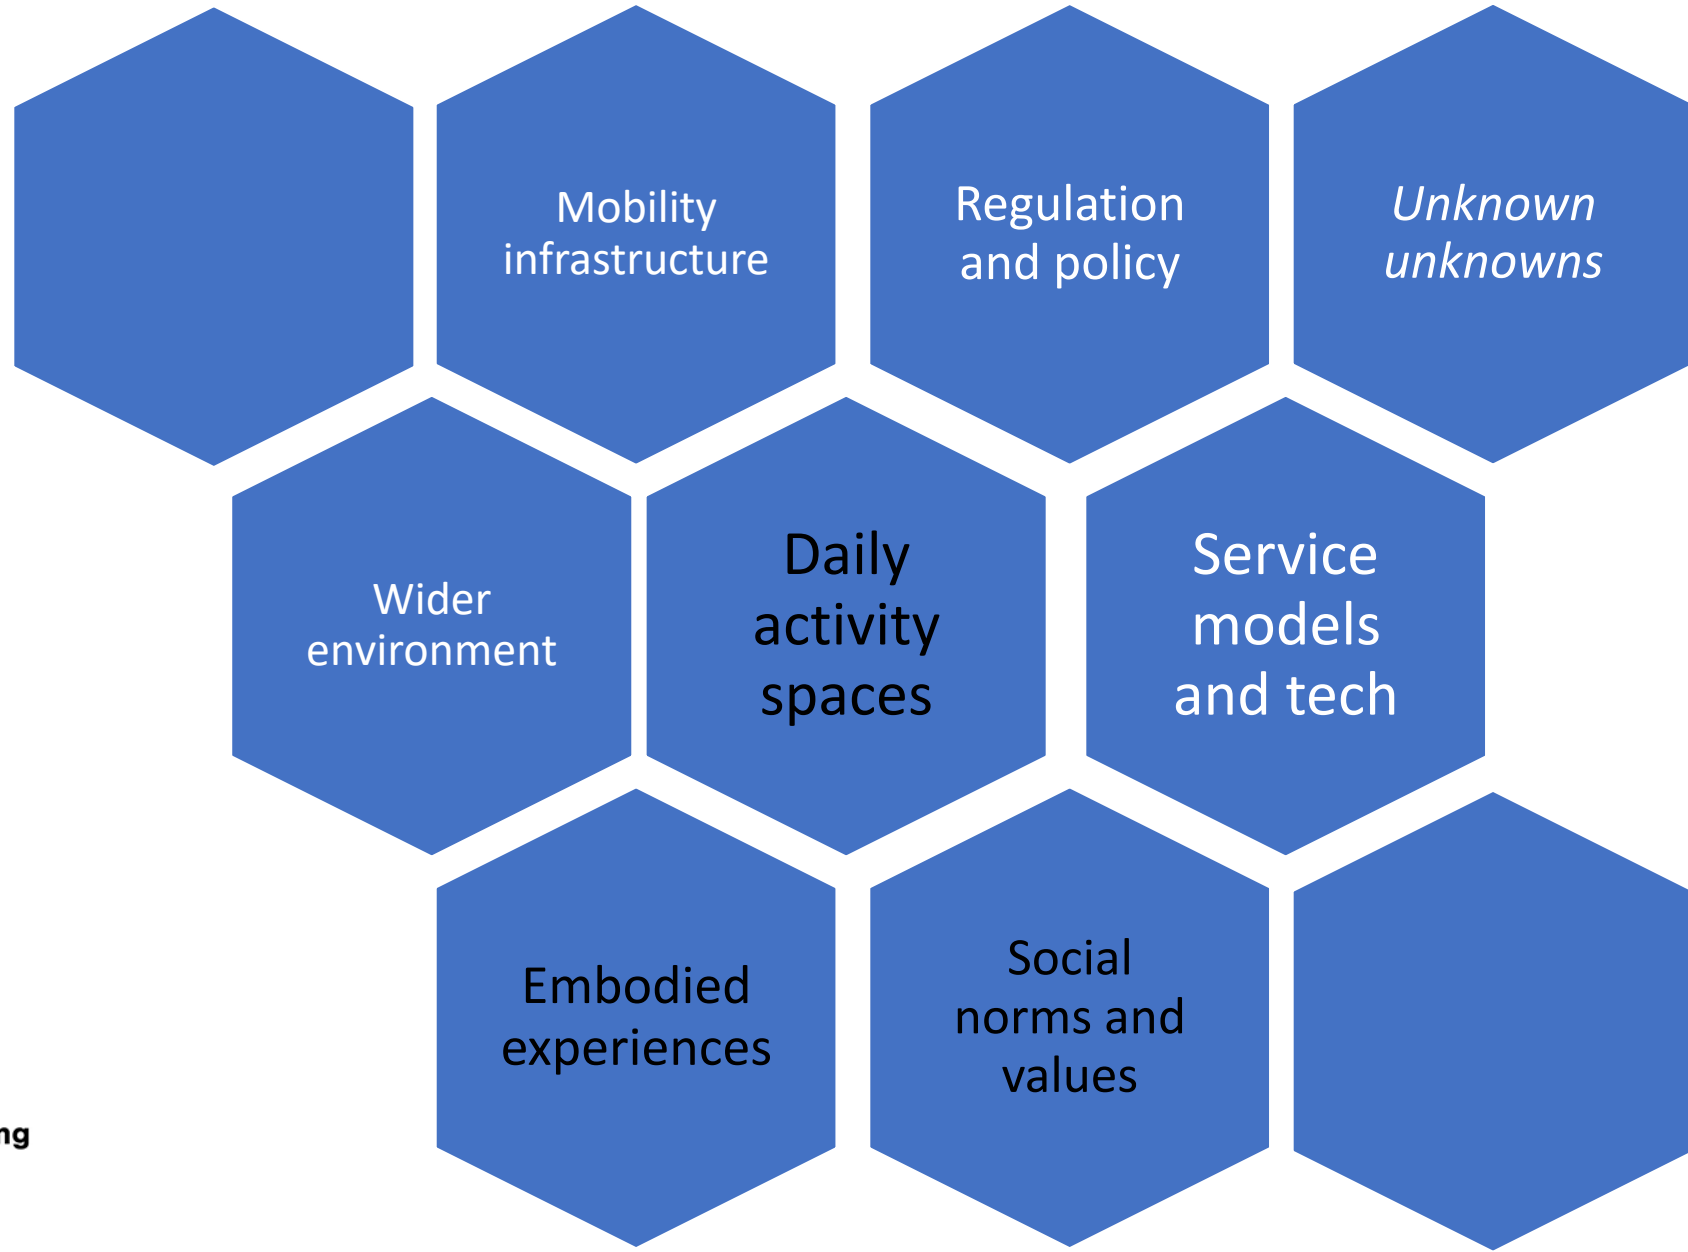 Mobility
infrastructure
Regulation
and policy
Unknown
unknowns
Wider
environment
Daily
activity
spaces
Service
models
and tech
Embodied
experiences
Social
norms and
values